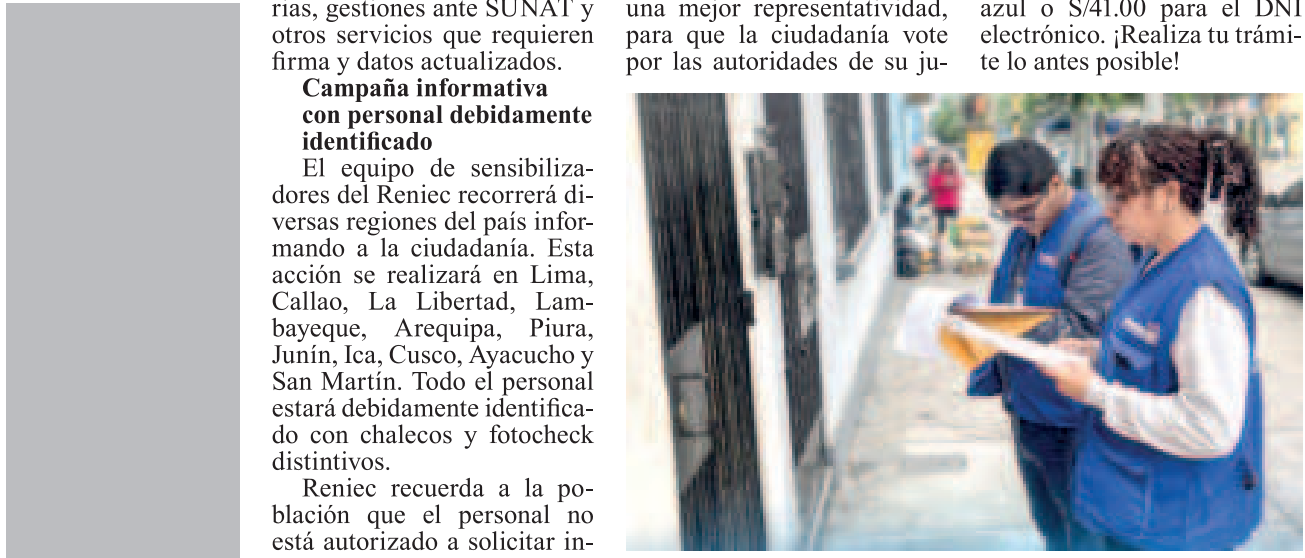 rías, gestiones ante SUNAT y
otros servicios que requieren
firma y datos actualizados.
Campaña informativa
con personal debidamente
identificado
El equipo de sensibiliza-
dores del Reniec recorrerá di-
versas regiones del país infor-
mando a la ciudadanía. Esta
acción se realizará en Lima,
Callao, La Libertad, Lam-
bayeque, Arequipa, Piura,
Junín, Ica, Cusco, Ayacucho y
San Martín. Todo el personal
estará debidamente identifica-
do con chalecos y fotocheck
distintivos.
Reniec recuerda a la po-
blación que el personal no
está autorizado a solicitar in-
una mejor representatividad,
para que la ciudadanía vote
por las autoridades de su ju-
azul o S/41.00 para el DNI
electrónico. ¡Realiza tu trámi-
te lo antes posible!